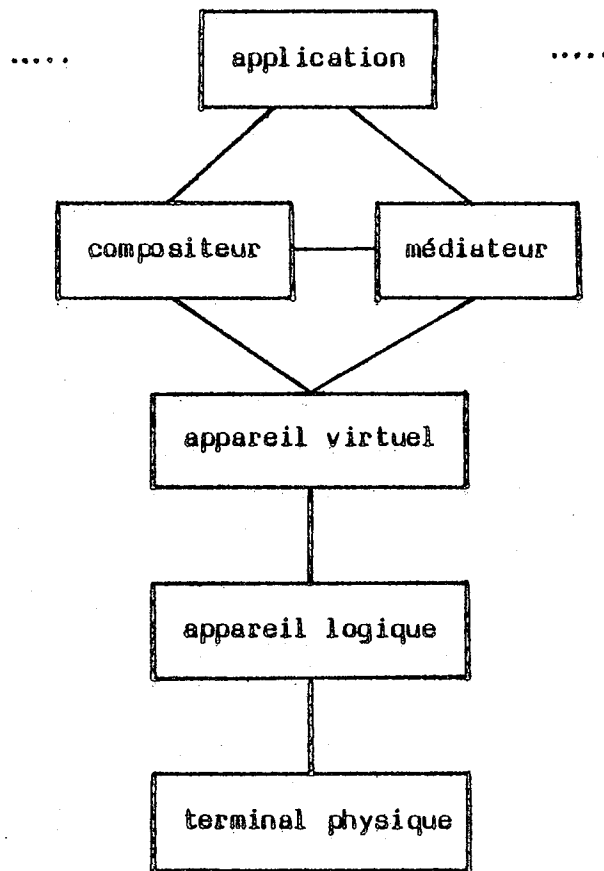 ..... application .....
compositeur médiateur
appareil virtuel
appareil logique
terminal physique